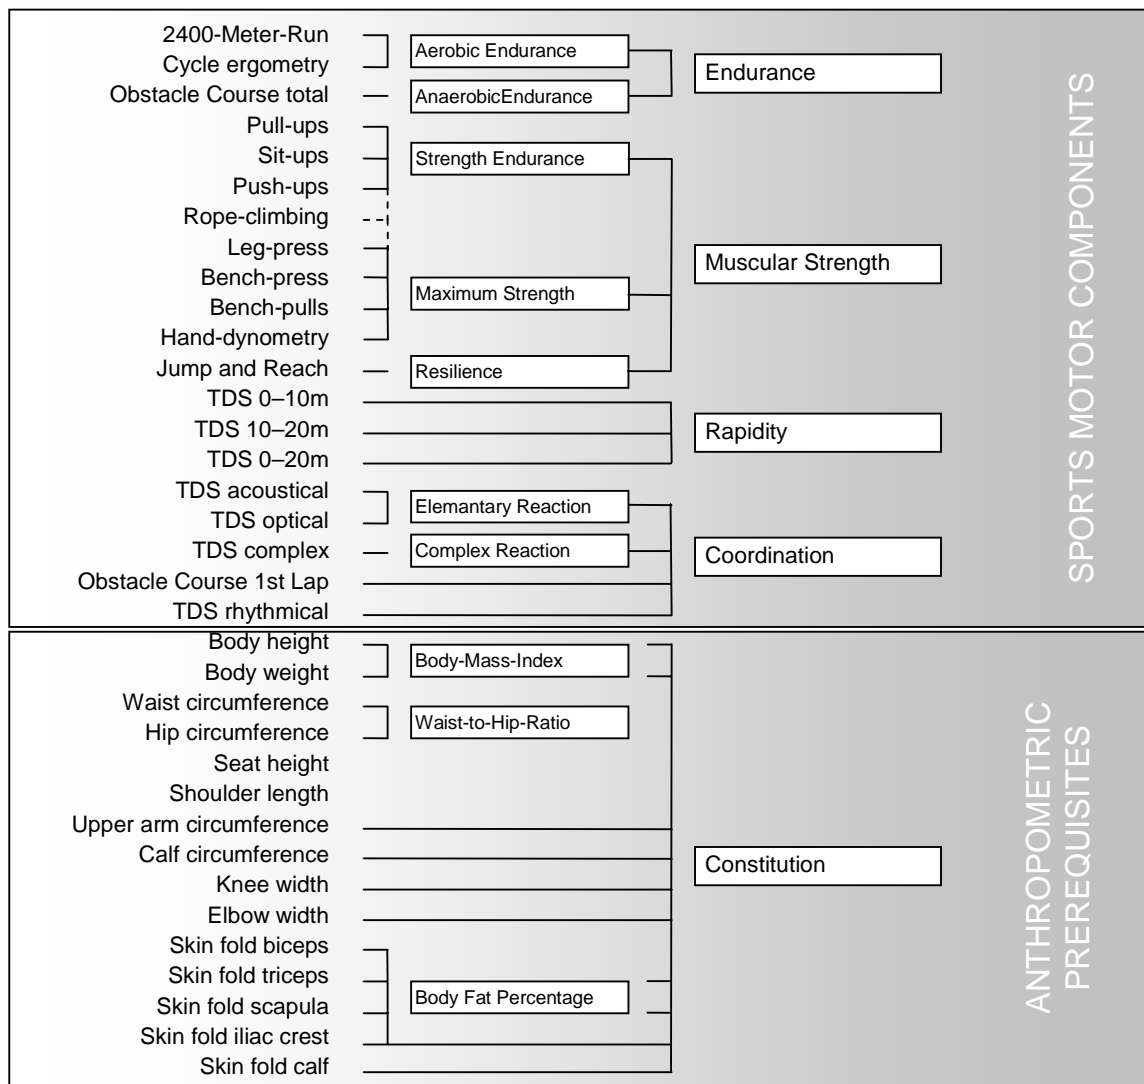 2400-Meter-Run
Cycle ergometry
Obstacle Course total
Pull-ups
Sit-ups
Push-ups
Rope-climbing
Leg-press
Bench-press
Bench-pulls
Hand-dynometry
Jump and Reach
TDS 0–10m
TDS 10–20m
TDS 0–20m
TDS acoustical
TDS optical
TDS complex
Obstacle Course 1st Lap
TDS rhythmical
Aerobic Endurance
AnaerobicEndurance
Strength Endurance
Maximum Strength
Resilience
Elemantary Reaction
Complex Reaction
Endurance
Muscular Strength
Rapidity
Coordination
SPORTS MOTOR COMPONENTS
Body height
Body weight
Waist circumference
Hip circumference
Seat height
Shoulder length
Upper arm circumference
Calf circumference
Knee width
Elbow width
Skin fold biceps
Skin fold triceps
Skin fold scapula
Skin fold iliac crest
Skin fold calf
Body-Mass-Index
Waist-to-Hip-Ratio
Body Fat Percentage
Constitution
ANTHROPOMETRIC
PREREQUISITES